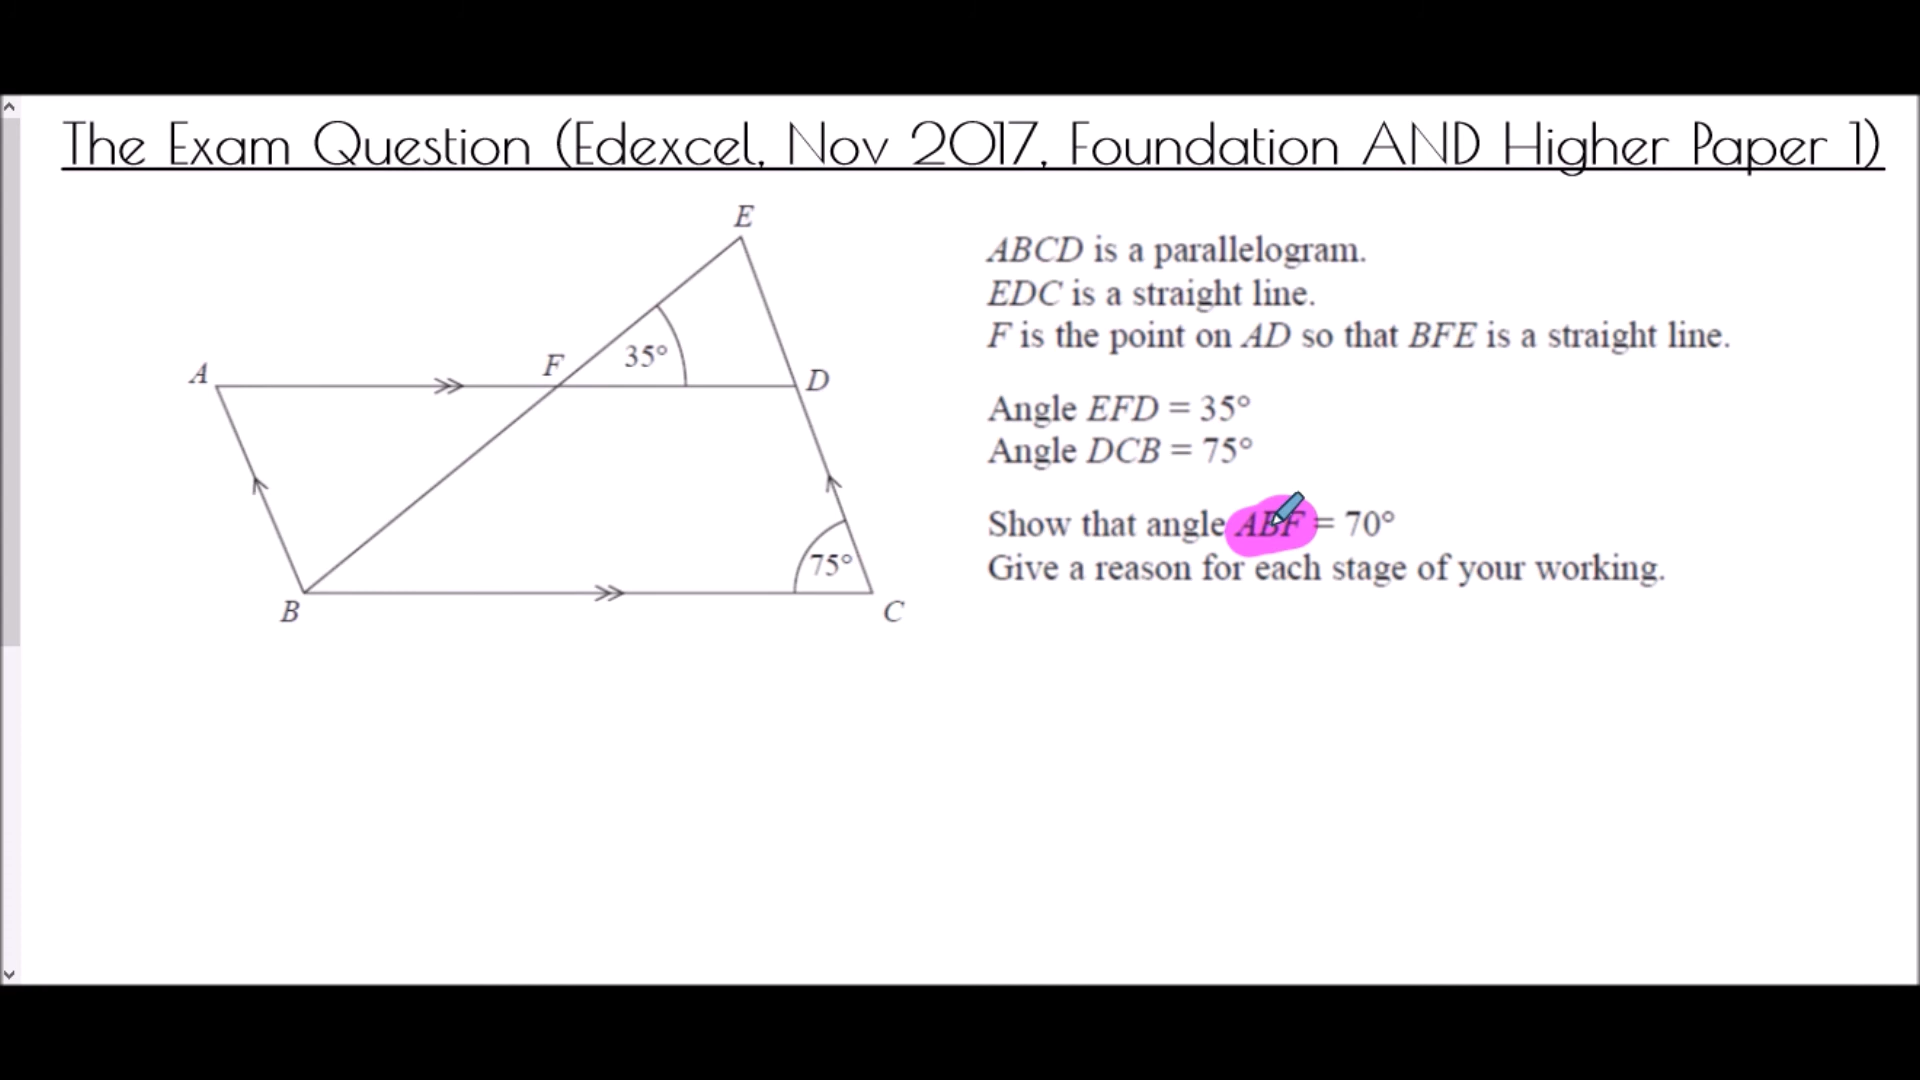 The Exam Question (Edexcel, Nov 2017, Foundation AND Higher Paper 1)
E
ABCD is a parallelogram.
EDC is a straight line.
F is the point on AD so that BFE is a straight line.
A
F
35°
D
Angle EFD = 35°
Angle DCB = 75°
Show that angle ABF = 70°
Give a reason for each stage of your working.
75°
B
C